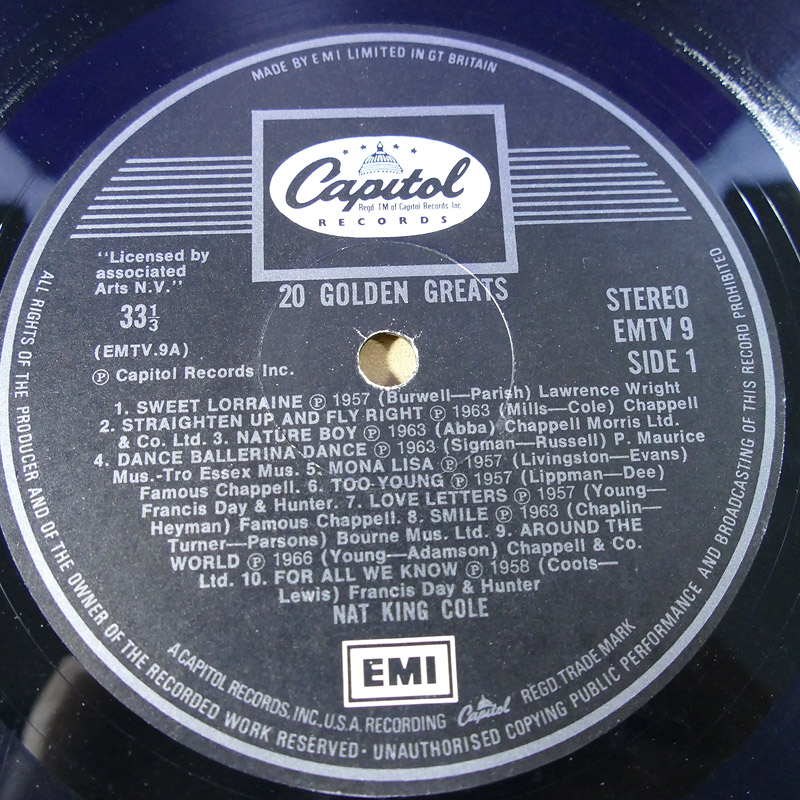 MADE BY EMI LIMITED IN GT BRITAIN
Capitol
Regd TM of Capitol Records Inc
RECORDS
"Licensed by
associated
Arts N.V."
33⅓
(EMTV.9A)
Ⓟ Capitol Records Inc.
20 GOLDEN GREATS
STEREO
EMTV 9
SIDE 1
1. SWEET LORRAINE Ⓟ 1957 (Burwell—Parish) Lawrence Wright
2. STRAIGHTEN UP AND FLY RIGHT Ⓟ 1963 (Mills—Cole) Chappell
& Co. Ltd. 3. NATURE BOY Ⓟ 1963 (Abba) Chappell Morris Ltd.
4. DANCE BALLERINA DANCE Ⓟ 1963 (Sigman—Russell) P. Maurice
Mus.-Tro Essex Mus. 5. MONA LISA Ⓟ 1957 (Livingston—Evans)
Famous Chappell. 6. TOO YOUNG Ⓟ 1957 (Lippman—Dee)
Francis Day & Hunter. 7. LOVE LETTERS Ⓟ 1957 (Young—
Heyman) Famous Chappell. 8. SMILE Ⓟ 1963 (Chaplin—
Turner—Parsons) Bourne Mus. Ltd. 9. AROUND THE
WORLD Ⓟ 1966 (Young—Adamson) Chappell & Co.
Ltd. 10. FOR ALL WE KNOW Ⓟ 1958 (Coots—
Lewis) Francis Day & Hunter
NAT KING COLE
EMI
A CAPITOL RECORDS, INC., U.S.A. RECORDING Capitol REGD. TRADE MARK
ALL RIGHTS OF THE PRODUCER AND OF THE OWNER OF THE RECORDED WORK RESERVED · UNAUTHORISED COPYING PUBLIC PERFORMANCE AND BROADCASTING OF THIS RECORD PROHIBITED